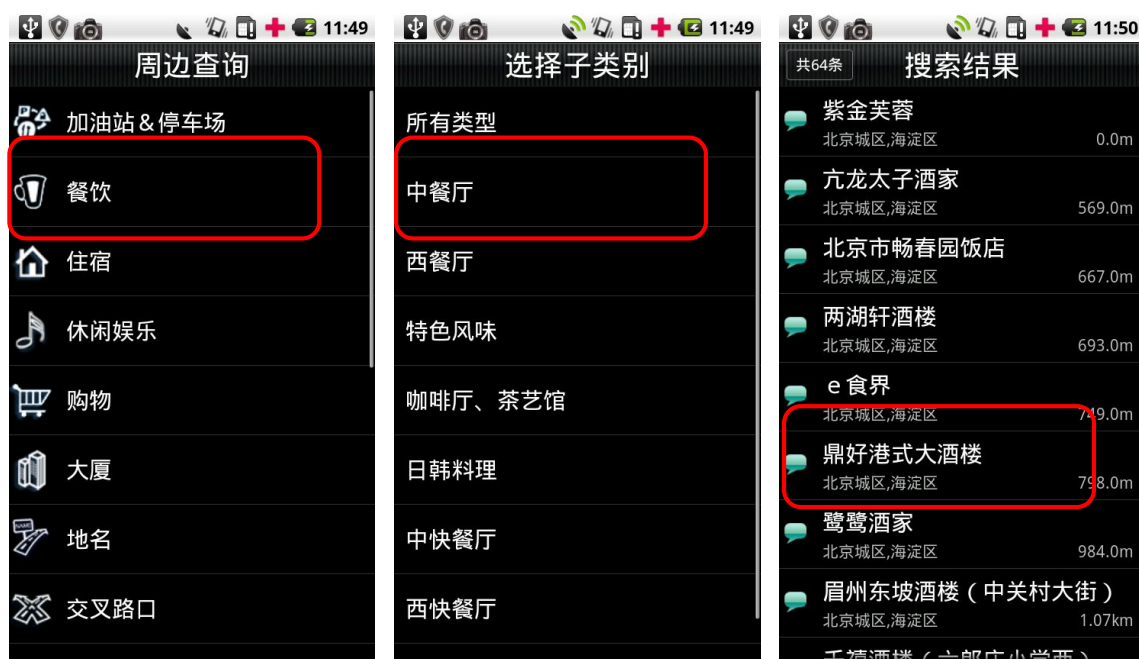 11:49
周边查询
加油站＆停车场
餐饮
住宿
休闲娱乐
购物
大厦
地名
交叉路口
11:49
选择子类别
所有类型
中餐厅
西餐厅
特色风味
咖啡厅、茶艺馆
日韩料理
中快餐厅
西快餐厅
11:50
共64条 搜索结果
紫金芙蓉
北京城区,海淀区 0.0m
亢龙太子酒家
北京城区,海淀区 569.0m
北京市畅春园饭店
北京城区,海淀区 667.0m
两湖轩酒楼
北京城区,海淀区 693.0m
ｅ食界
北京城区,海淀区 749.0m
鼎好港式大酒楼
北京城区,海淀区 798.0m
鹭鹭酒家
北京城区,海淀区 984.0m
眉州东坡酒楼（中关村大街）
北京城区,海淀区 1.07km